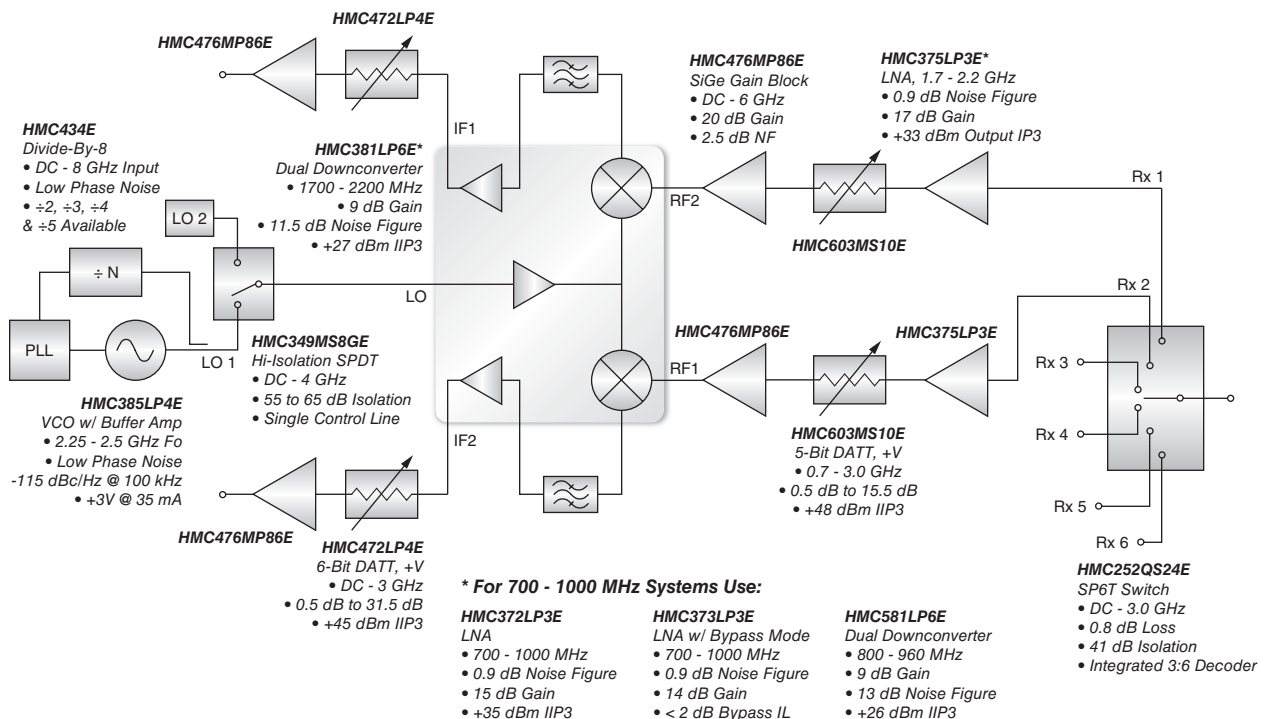 HMC472LP4E
HMC476MP86E
HMC434E
Divide-By-8
• DC - 8 GHz Input
• Low Phase Noise
• ÷2, ÷3, ÷4
& ÷5 Available
IF1
HMC381LP6E*
Dual Downconverter
• 1700 - 2200 MHz
• 9 dB Gain
• 11.5 dB Noise Figure
• +27 dBm IIP3
HMC476MP86E
SiGe Gain Block
• DC - 6 GHz
• 20 dB Gain
• 2.5 dB NF
HMC375LP3E*
LNA, 1.7 - 2.2 GHz
• 0.9 dB Noise Figure
• 17 dB Gain
• +33 dBm Output IP3
Rx 1
RF2
HMC603MS10E
LO 2
÷ N
PLL
LO 1
LO
HMC349MS8GE
Hi-Isolation SPDT
• DC - 4 GHz
• 55 to 65 dB Isolation
• Single Control Line
HMC385LP4E
VCO w/ Buffer Amp
• 2.25 - 2.5 GHz Fo
• Low Phase Noise
-115 dBc/Hz @ 100 kHz
• +3V @ 35 mA
IF2
HMC476MP86E
HMC375LP3E
Rx 2
RF1
HMC603MS10E
5-Bit DATT, +V
• 0.7 - 3.0 GHz
• 0.5 dB to 15.5 dB
• +48 dBm IIP3
Rx 3
Rx 4
Rx 5
Rx 6
HMC252QS24E
SP6T Switch
• DC - 3.0 GHz
• 0.8 dB Loss
• 41 dB Isolation
• Integrated 3:6 Decoder
HMC476MP86E
HMC472LP4E
6-Bit DATT, +V
• DC - 3 GHz
• 0.5 dB to 31.5 dB
• +45 dBm IIP3
* For 700 - 1000 MHz Systems Use:
HMC372LP3E
LNA
• 700 - 1000 MHz
• 0.9 dB Noise Figure
• 15 dB Gain
• +35 dBm IIP3
HMC373LP3E
LNA w/ Bypass Mode
• 700 - 1000 MHz
• 0.9 dB Noise Figure
• 14 dB Gain
• < 2 dB Bypass IL
HMC581LP6E
Dual Downconverter
• 800 - 960 MHz
• 9 dB Gain
• 13 dB Noise Figure
• +26 dBm IIP3